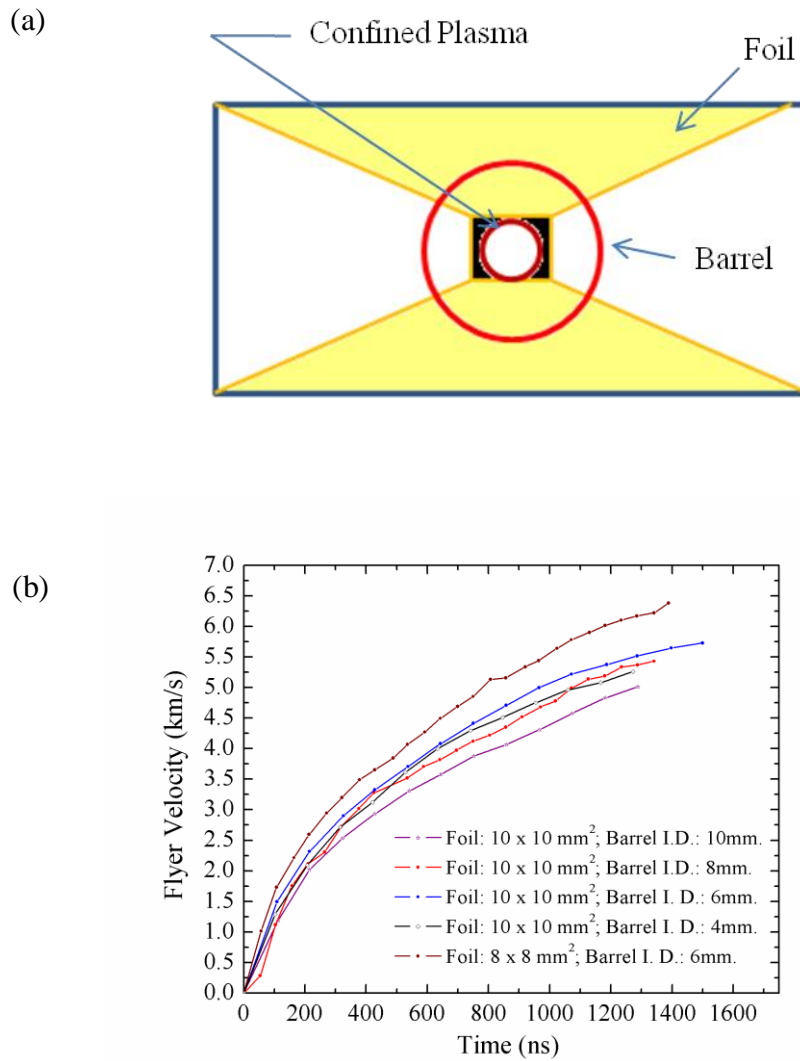 (a)
Confined Plasma
Foil
Barrel
(b)
7.0
6.5
6.0
5.5
5.0
4.5
4.0
3.5
3.0
2.5
2.0
1.5
1.0
0.5
0.0
Flyer Velocity (km/s)
Foil: 10 x 10 mm²; Barrel I.D.: 10mm.
Foil: 10 x 10 mm²; Barrel I.D.: 8mm.
Foil: 10 x 10 mm²; Barrel I. D.: 6mm.
Foil: 10 x 10 mm²; Barrel I. D.: 4mm.
Foil: 8 x 8 mm²; Barrel I. D.: 6mm.
0 200 400 600 800 1000 1200 1400 1600
Time (ns)